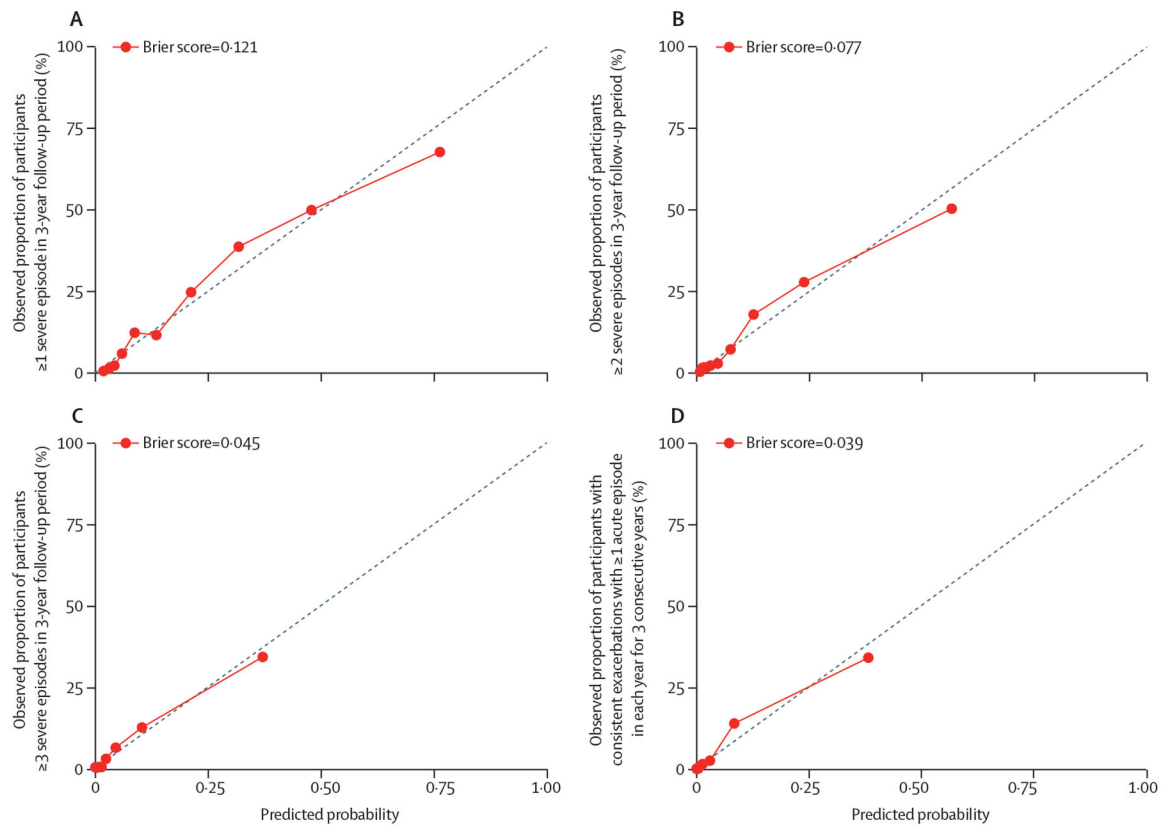 A
Brier score=0·121
100
75
50
25
0
Observed proportion of participants
≥1 severe episode in 3-year follow-up period (%)
B
Brier score=0·077
100
75
50
25
0
Observed proportion of participants
≥2 severe episodes in 3-year follow-up period (%)
C
Brier score=0·045
100
75
50
25
0
Observed proportion of participants
≥3 severe episodes in 3-year follow-up period (%)
0
0·25
0·50
0·75
1·00
Predicted probability
D
Brier score=0·039
100
75
50
25
0
Observed proportion of participants with
consistent exacerbations with ≥1 acute episode
in each year for 3 consecutive years (%)
0
0·25
0·50
0·75
1·00
Predicted probability